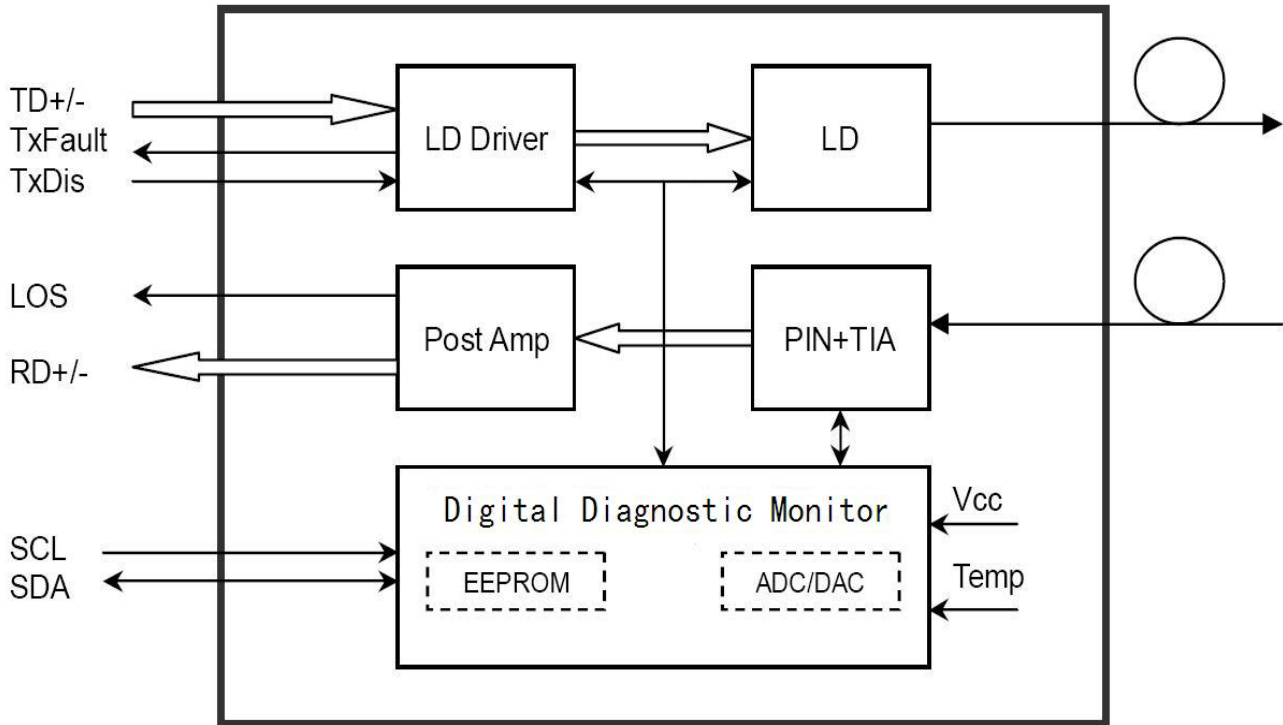 TD+/-
TxFault
TxDis
LD Driver
LD
LOS
RD+/-
Post Amp
PIN+TIA
Digital Diagnostic Monitor
EEPROM
ADC/DAC
Vcc
Temp
SCL
SDA